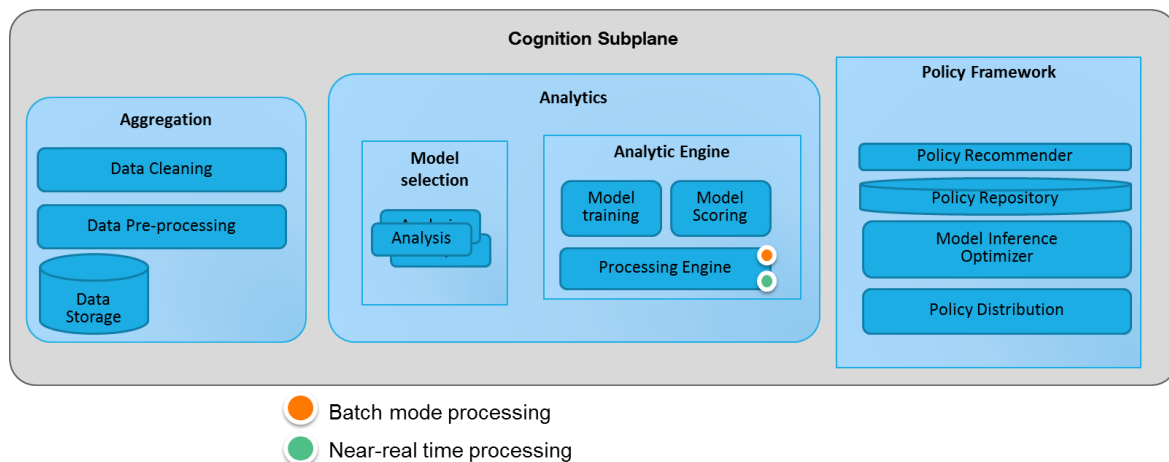 Cognition Subplane
Aggregation
Data Cleaning
Data Pre-processing
Data
Storage
Analytics
Model
selection
Analysis
Analysis
Analytic Engine
Model
training
Model
Scoring
Processing Engine
Policy Framework
Policy Recommender
Policy Repository
Model Inference
Optimizer
Policy Distribution
Batch mode processing
Near-real time processing